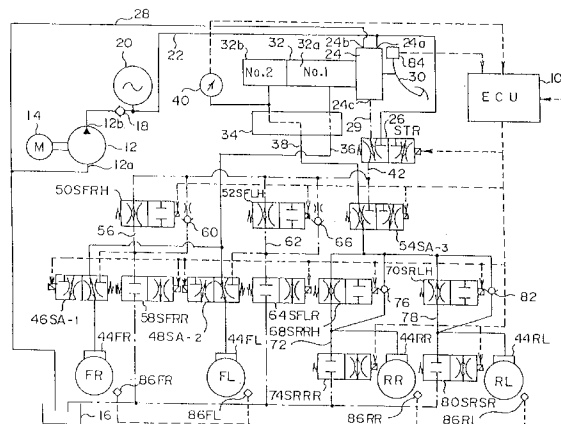 28
20
22
24b
24a
24
84
32b
32
32a
No.2
No.1
30
10
ECU
40
14
M
12
12b
18
12a
34
24c
29
26
STR
36
38
42
50SFRH
52SFLH
54SA-3
56
60
62
66
70SRLH
46SA-1
58SFRR
48SA-2
64SFLR
68SRRH
76
82
72
78
44FR
44FL
44RR
44RL
FR
FL
RR
RL
74SRRR
80SRSR
86FR
86FL
86RR
86RL
16